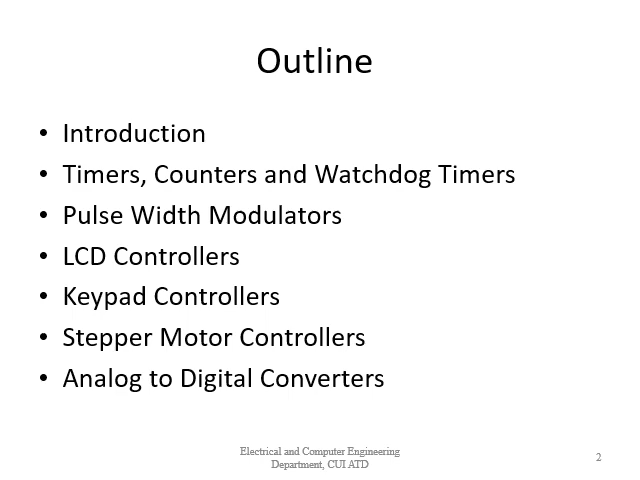 Outline
• Introduction
• Timers, Counters and Watchdog Timers
• Pulse Width Modulators
• LCD Controllers
• Keypad Controllers
• Stepper Motor Controllers
• Analog to Digital Converters
Electrical and Computer Engineering
Department, CUI ATD
2